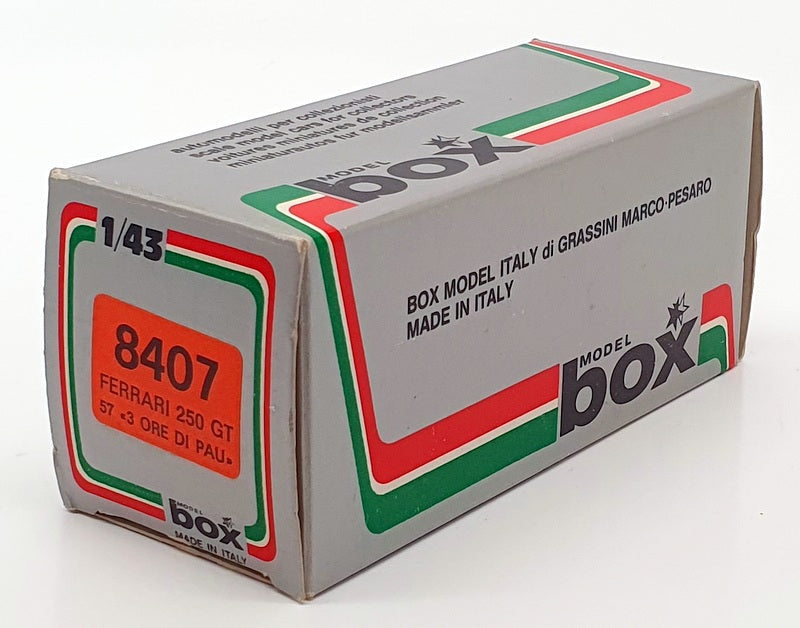 automodelli per collezionisti
scale model cars for collectors
voitures miniatures de collection
miniaturautos fur modellsammler
MODEL
box
1/43
8407
FERRARI 250 GT
57 «3 ORE DI PAU»
MODEL
box
MADE IN ITALY
BOX MODEL ITALY di GRASSINI MARCO·PESARO
MADE IN ITALY
MODEL
box